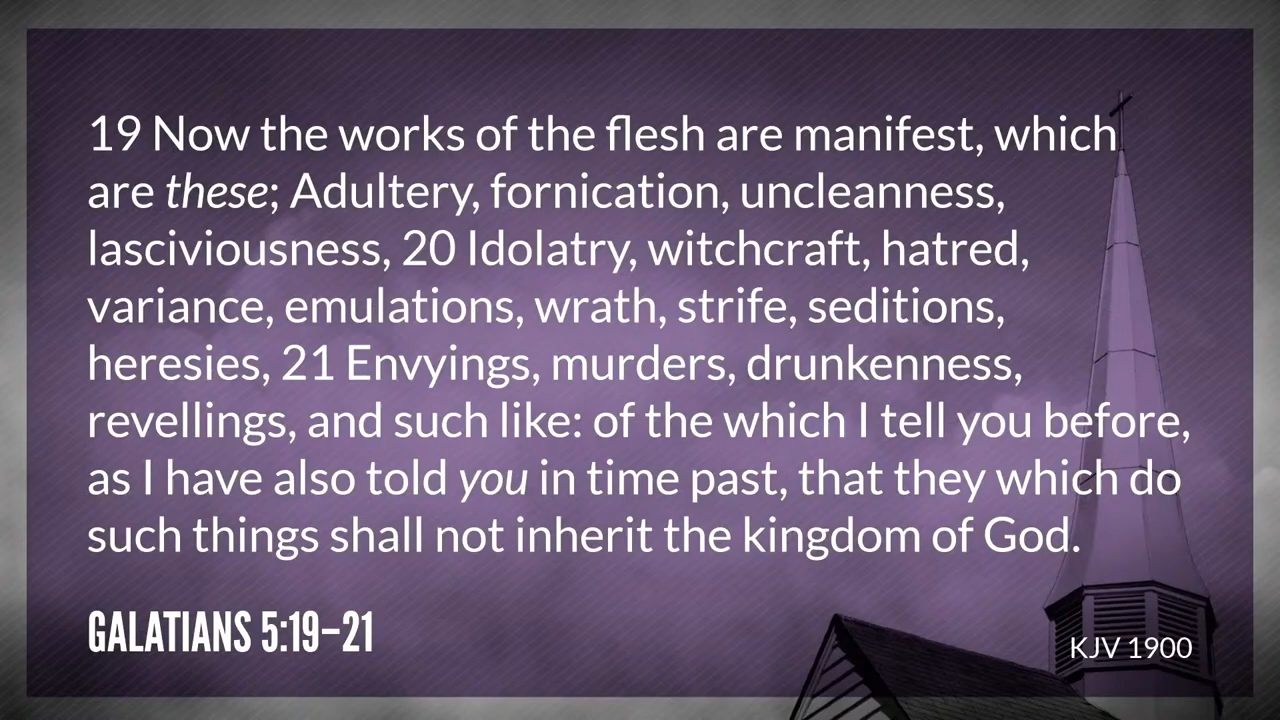 19 Now the works of the flesh are manifest, which
are these; Adultery, fornication, uncleanness,
lasciviousness, 20 Idolatry, witchcraft, hatred,
variance, emulations, wrath, strife, seditions,
heresies, 21 Envyings, murders, drunkenness,
revellings, and such like: of the which I tell you before,
as I have also told you in time past, that they which do
such things shall not inherit the kingdom of God.
GALATIANS 5:19–21
KJV 1900